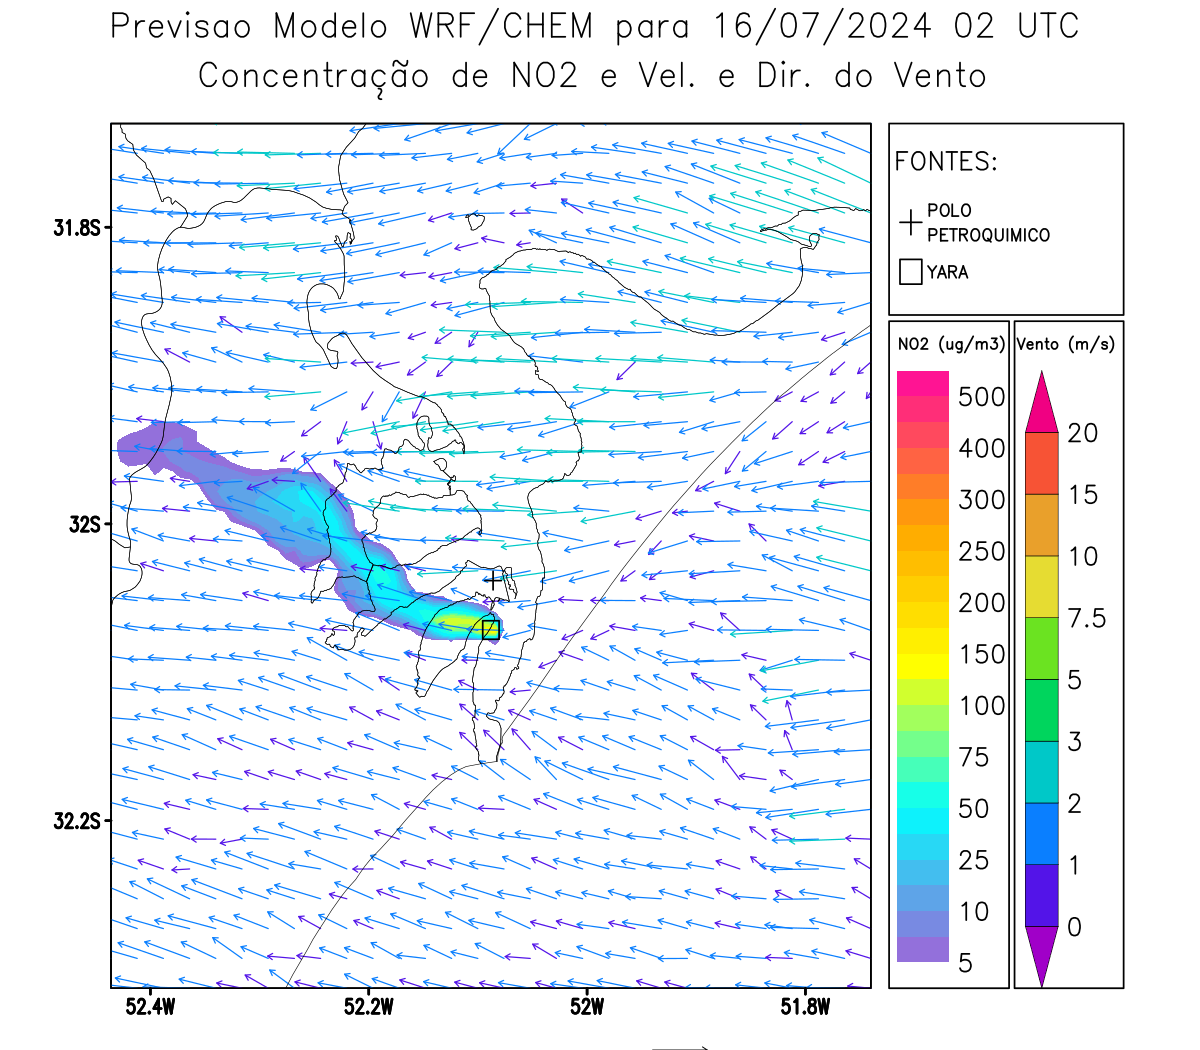 Previsao Modelo WRF/CHEM para 16/07/2024 02 UTC
Concentração de NO2 e Vel. e Dir. do Vento
FONTES:
POLO
PETROQUIMICO
YARA
NO2 (ug/m3)
500
400
300
250
200
150
100
75
50
25
10
5
Vento (m/s)
20
15
10
7.5
5
3
2
1
0
31.8S
32S
32.2S
52.4W
52.2W
52W
51.8W